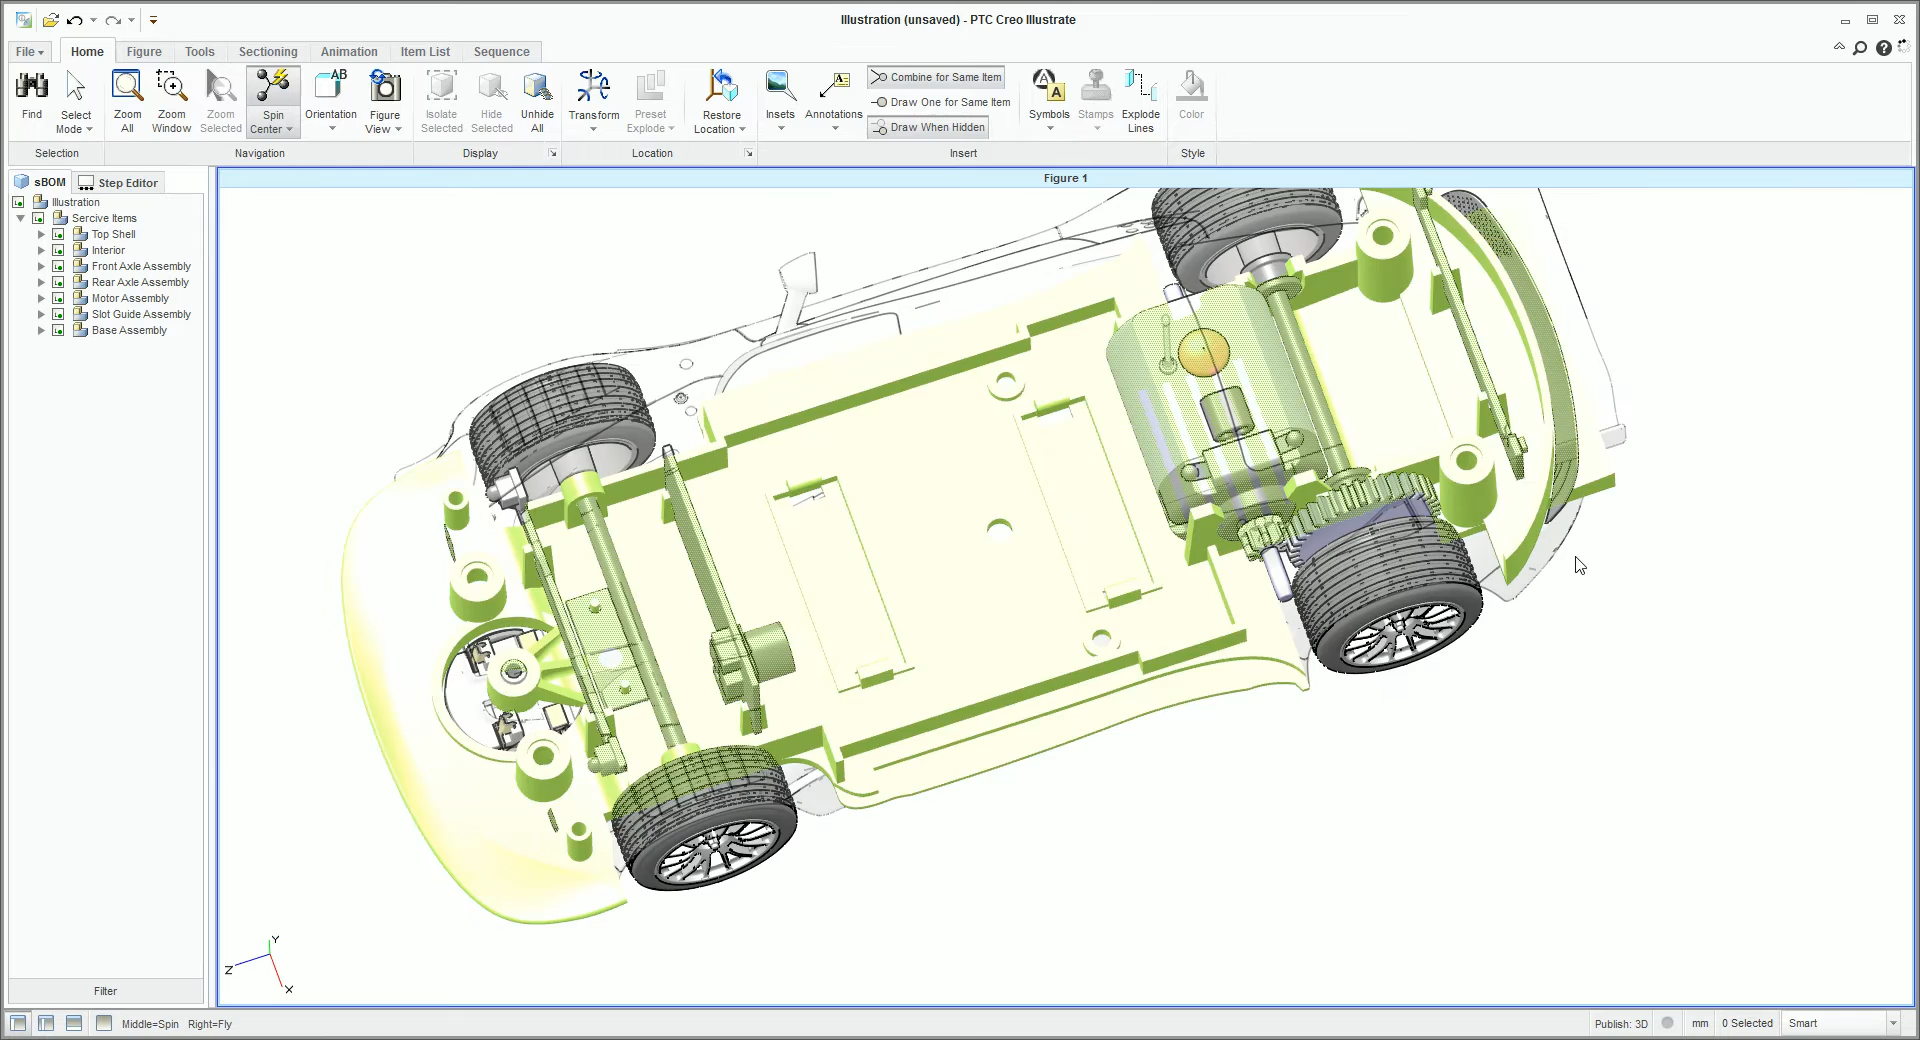 Illustration (unsaved) - PTC Creo Illustrate
File Home Figure Tools Sectioning Animation Item List Sequence
Find
Select Mode
Zoom All
Zoom Window
Zoom Selected
Spin Center
Orientation
AB
Figure View
Isolate Selected
Hide Selected
Unhide All
Transform
Preset Explode
Restore Location
Insets
Annotations
A
Combine for Same Item
Draw One for Same Item
Draw When Hidden
Symbols
A
A
Stamps
Explode Lines
Color
Selection Navigation Display Location Insert Style
sBOM Step Editor
Figure 1
Illustration
Sercive Items
Top Shell
Interior
Front Axle Assembly
Rear Axle Assembly
Motor Assembly
Slot Guide Assembly
Base Assembly
Y
Z
X
Filter
Middle=Spin Right=Fly
Publish: 3D mm 0 Selected Smart